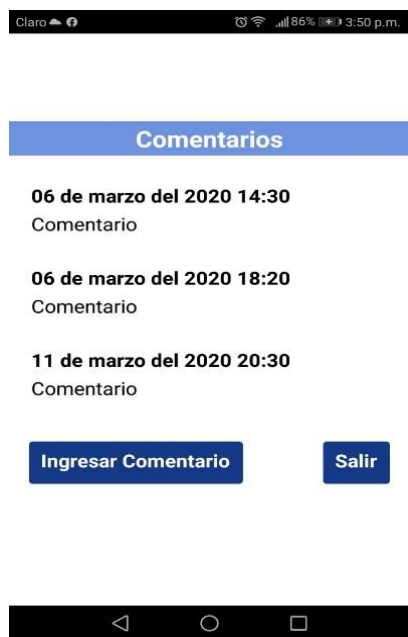 Claro 86% 3:50 p.m.
Comentarios
06 de marzo del 2020 14:30
Comentario
06 de marzo del 2020 18:20
Comentario
11 de marzo del 2020 20:30
Comentario
Ingresar Comentario Salir